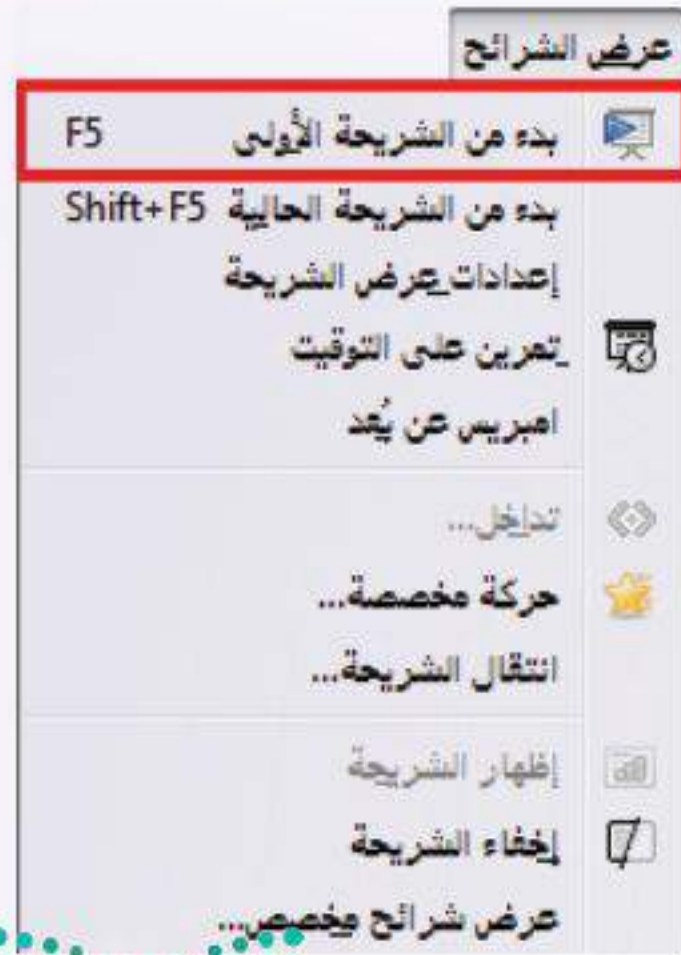 عرض الشرائح
بدء من الشريحة الأولى F5
بدء من الشريحة الحالية Shift+F5
إعدادات عرض الشريحة
تمرين على التوقيت
امبريس عن بُعد
تداخل...
حركة مخصصة...
انتقال الشريحة...
إظهار الشريحة
إخفاء الشريحة
عرض شرائح مخصص...